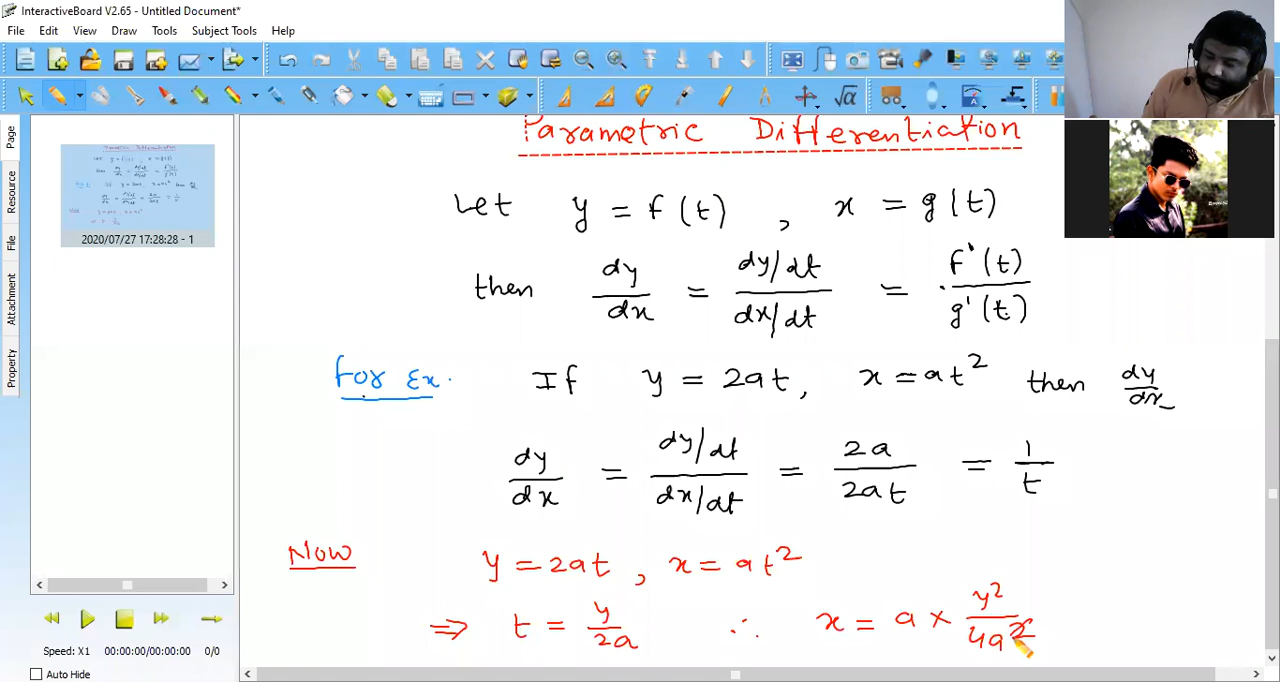 InteractiveBoard V2.65 - Untitled Document*
File Edit View Draw Tools Subject Tools Help
Page
Resource
File
Attachment
Property
2020/07/27 17:28:28 - 1
Speed: X1 00:00:00/00:00:00 0/0
Auto Hide
Parametric Differentiation
Let y = f(t) , x = g(t)
then dy/dx = (dy/dt)/(dx/dt) = f'(t)/g'(t)
For Ex. If y = 2at, x = at² then dy/dx
dy/dx = (dy/dt)/(dx/dt) = 2a/2at = 1/t
Now y = 2at , x = at²
⇒ t = y/2a ∴ x = a × y²/4a²